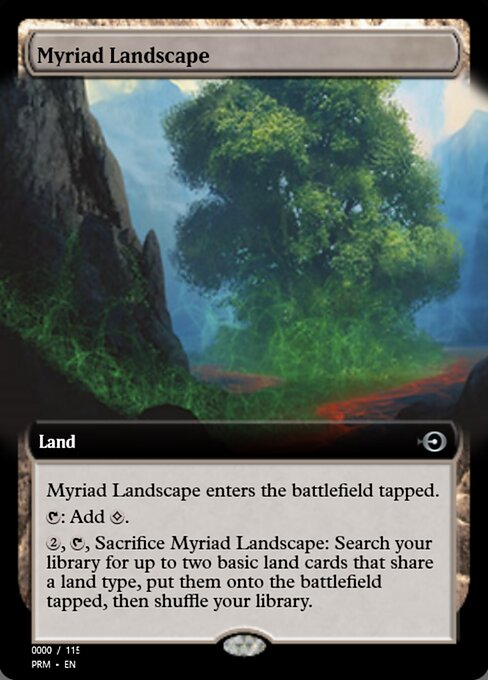 Myriad Landscape
Land
Myriad Landscape enters the battlefield tapped.
: Add .
2, , Sacrifice Myriad Landscape: Search your
library for up to two basic land cards that share
a land type, put them onto the battlefield
tapped, then shuffle your library.
0000 / 115
PRM • EN